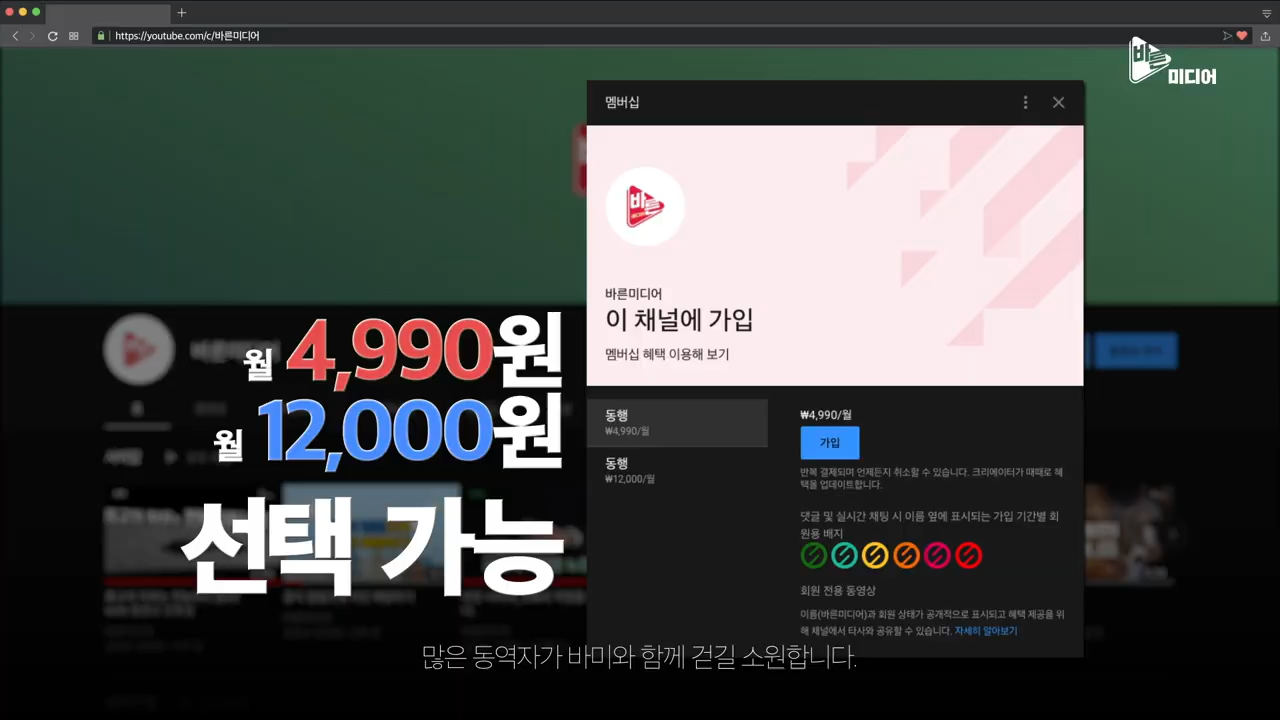 https://youtube.com/c/바른미디어
바른
미디어
멤버십
바른
바른미디어
이 채널에 가입
멤버십 혜택 이용해 보기
월 4,990원
월 12,000원
선택 가능
동행
₩4,990/월
동행
₩12,000/월
₩4,990/월
가입
반복 결제되며 언제든지 취소할 수 있습니다. 크리에이터가 때때로 혜
택을 업데이트합니다.
댓글 및 실시간 채팅 시 이름 옆에 표시되는 가입 기간별 회
원용 배지
회원 전용 동영상
이름(바른미디어)과 회원 상태가 공개적으로 표시되고 혜택 제공을 위
해 채널에서 타사와 공유할 수 있습니다. 자세히 알아보기
많은 동역자가 바미와 함께 걷길 소원합니다.